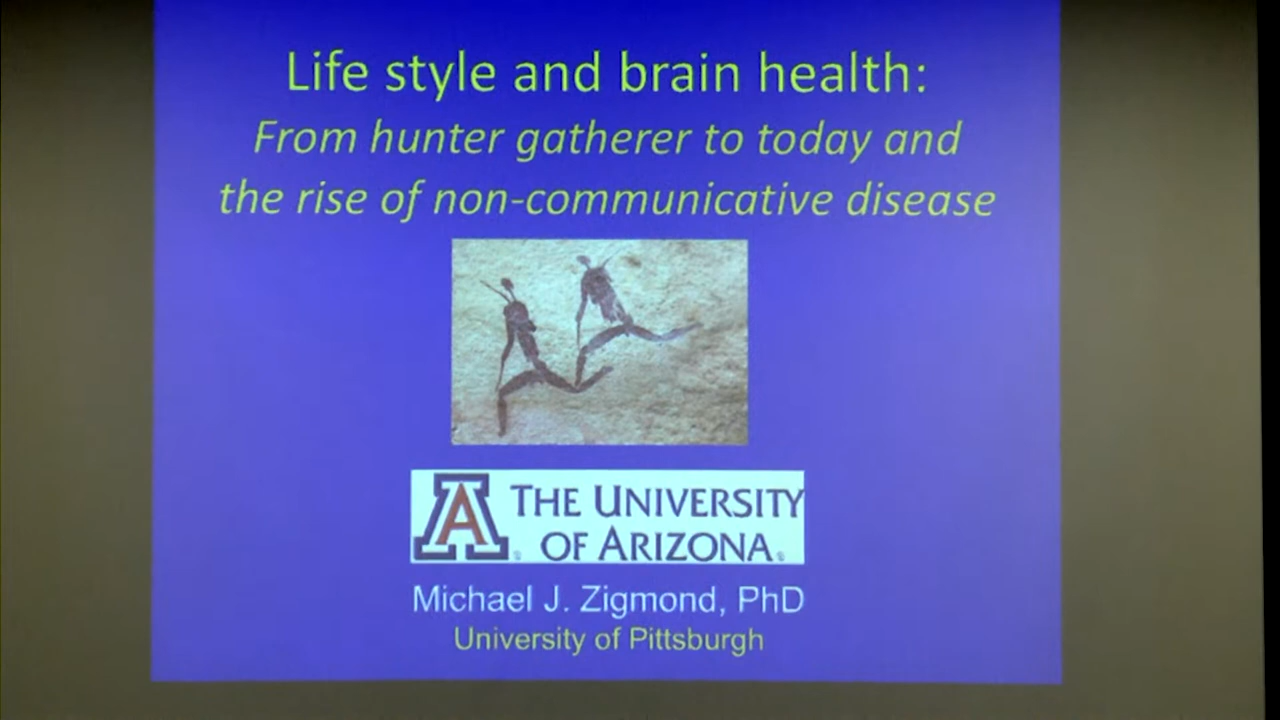 Life style and brain health:
From hunter gatherer to today and
the rise of non-communicative disease
A
® THE UNIVERSITY
OF ARIZONA®
Michael J. Zigmond, PhD
University of Pittsburgh